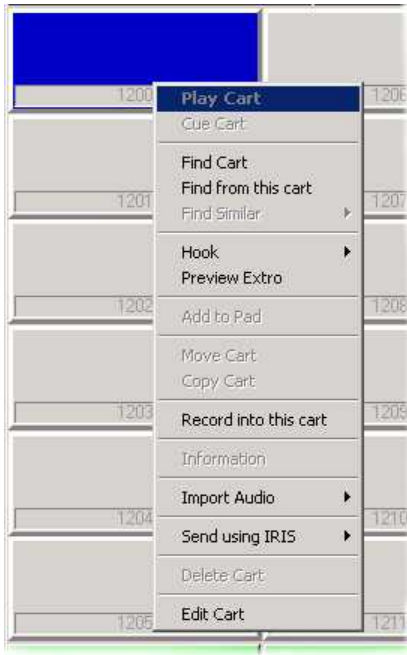 1200
1206
Play Cart
Cue Cart
Find Cart
Find from this cart
1201
1207
Find Similar
Hook
Preview Extro
1202
1208
Add to Pad
Move Cart
Copy Cart
1203
1209
Record into this cart
Information
Import Audio
1204
1210
Send using IRIS
Delete Cart
Edit Cart
1205
1211